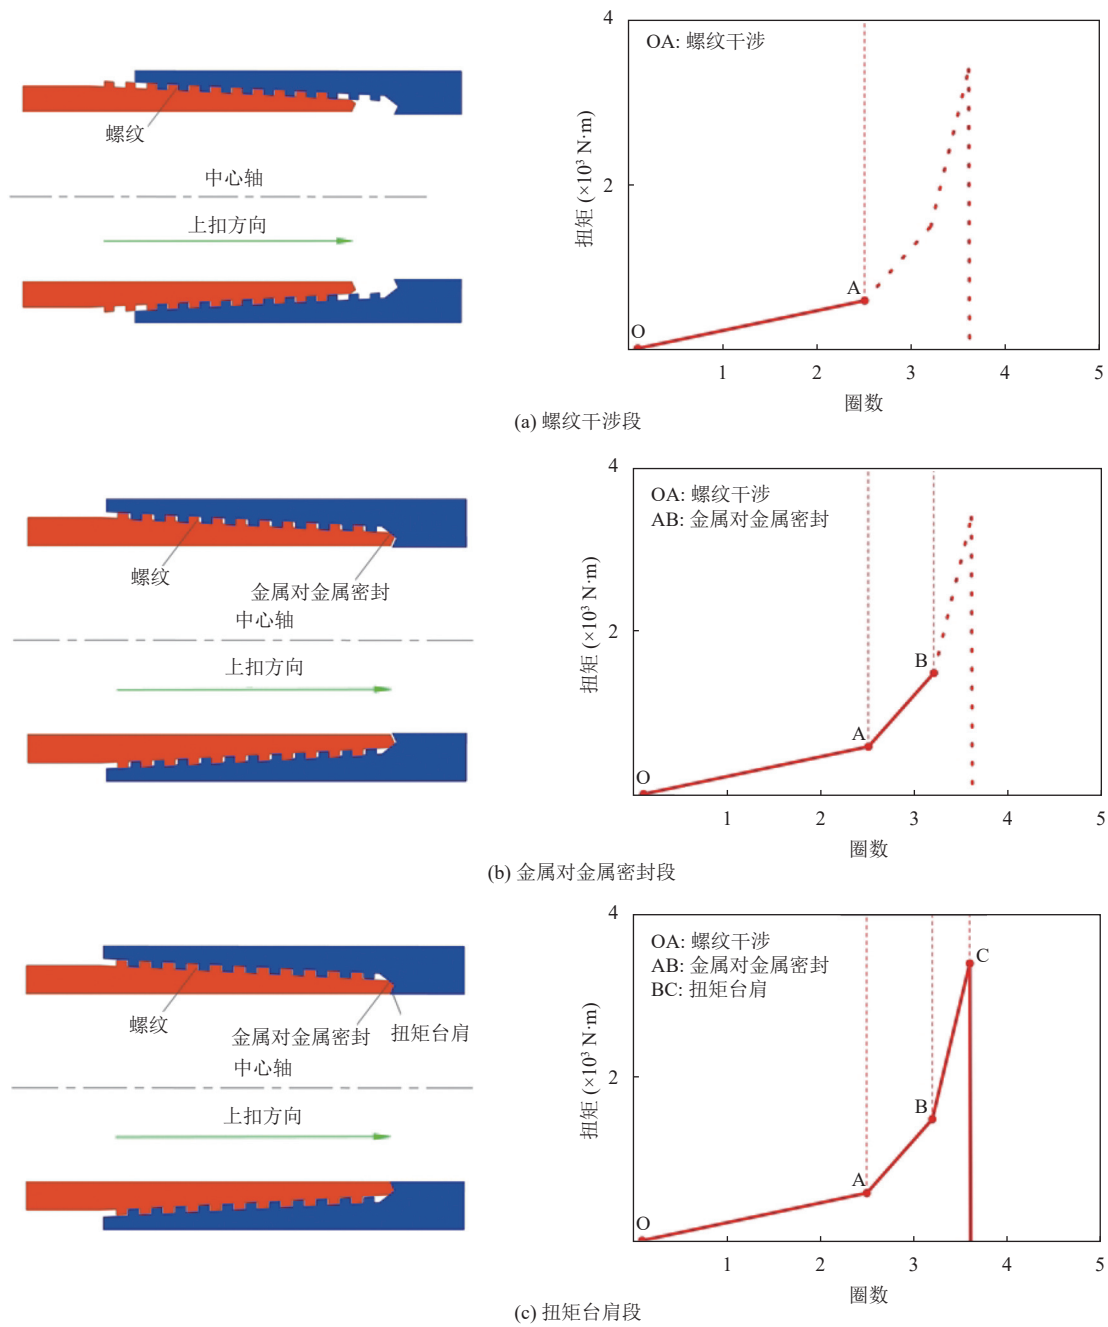 螺纹
中心轴
上扣方向
4
OA: 螺纹干涉
扭矩 (×10³ N·m)
2
A
O
1 2 3 4 5
圈数
(a) 螺纹干涉段
螺纹
金属对金属密封
中心轴
上扣方向
4
OA: 螺纹干涉
AB: 金属对金属密封
扭矩 (×10³ N·m)
2
B
A
O
1 2 3 4 5
圈数
(b) 金属对金属密封段
螺纹
金属对金属密封
扭矩台肩
中心轴
上扣方向
4
OA: 螺纹干涉
AB: 金属对金属密封
BC: 扭矩台肩
C
扭矩 (×10³ N·m)
2
B
A
O
1 2 3 4 5
圈数
(c) 扭矩台肩段